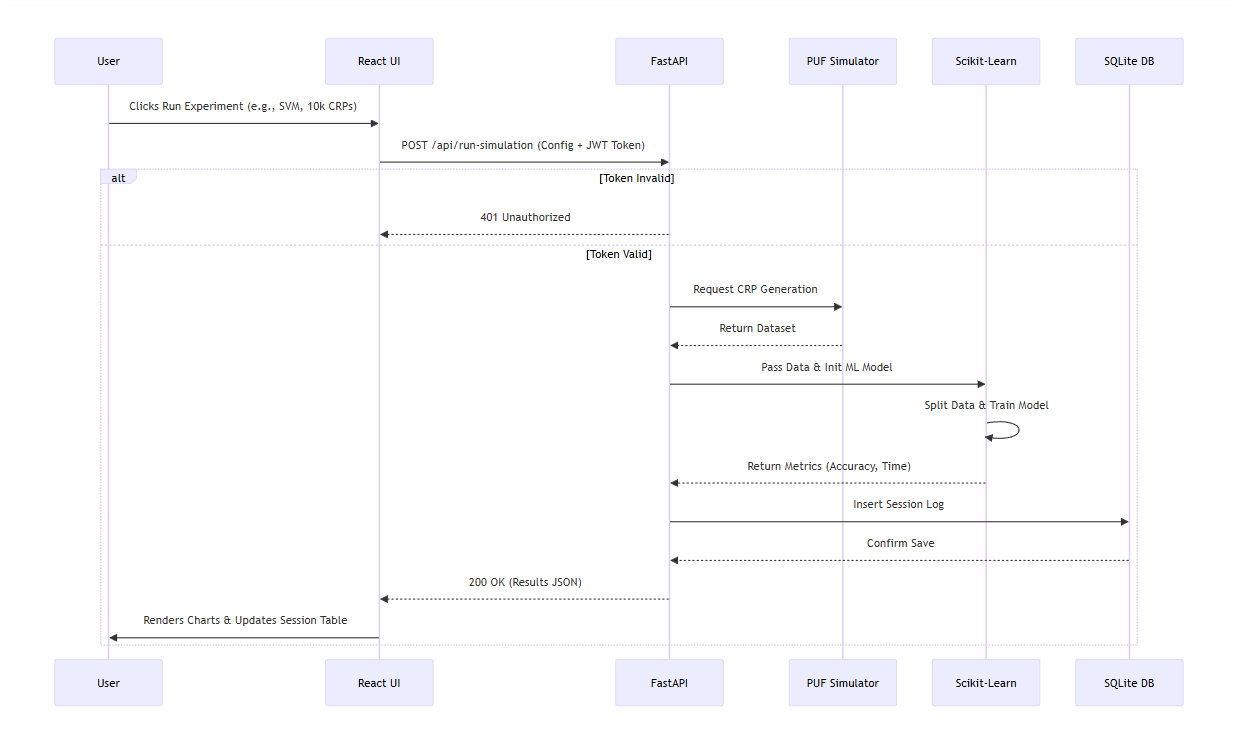 User
React UI
FastAPI
PUF Simulator
Scikit-Learn
SQLite DB
Clicks Run Experiment (e.g., SVM, 10k CRPs)
POST /api/run-simulation (Config + JWT Token)
alt
[Token Invalid]
401 Unauthorized
[Token Valid]
Request CRP Generation
Return Dataset
Pass Data & Init ML Model
Split Data & Train Model
Return Metrics (Accuracy, Time)
Insert Session Log
Confirm Save
200 OK (Results JSON)
Renders Charts & Updates Session Table
User
React UI
FastAPI
PUF Simulator
Scikit-Learn
SQLite DB